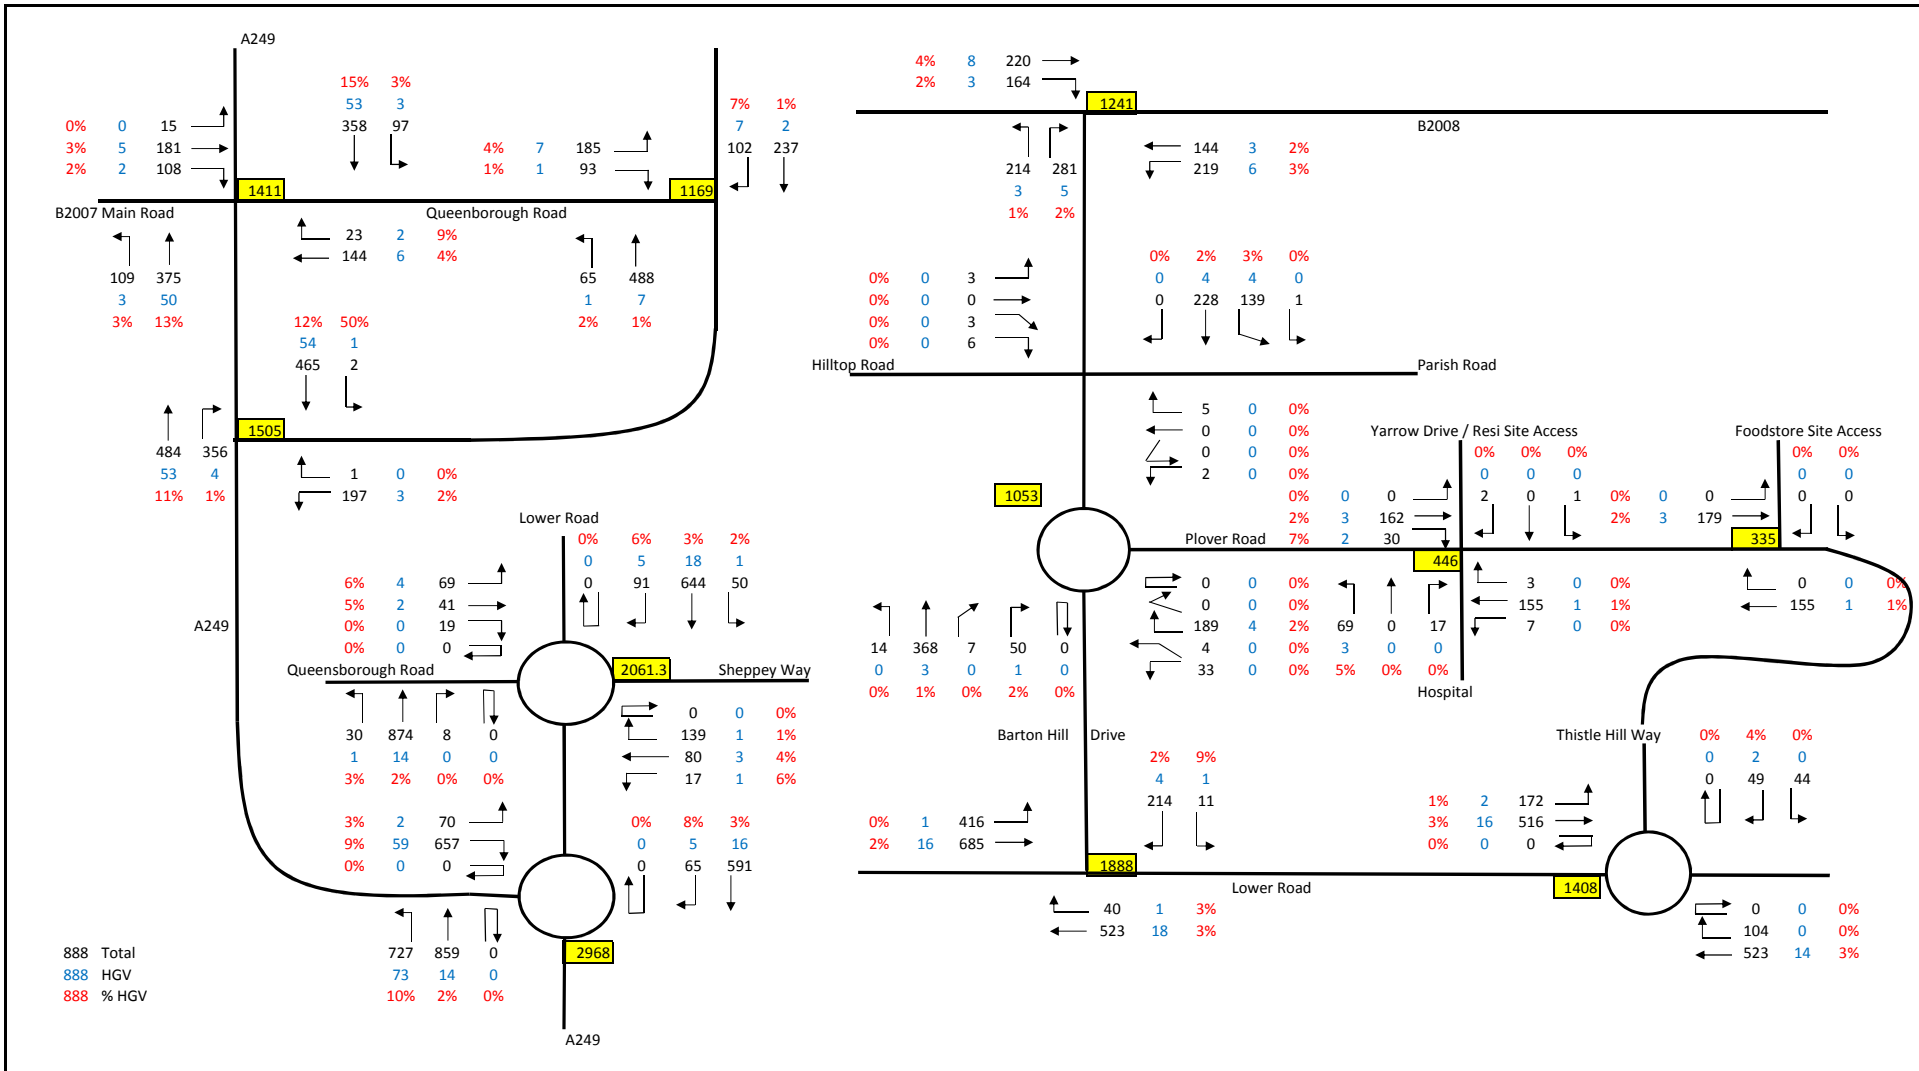 A249
15% 3%
53 3
358 97
0% 0 15
3% 5 181
2% 2 108
1411
4% 7 185
1% 1 93
1169
7% 1%
7 2
102 237
B2007 Main Road
Queenborough Road
23 2 9%
144 6 4%
109 375
3 50
3% 13%
65 488
1 7
2% 1%
12% 50%
54 1
465 2
1505
484 356
53 4
11% 1%
1 0 0%
197 3 2%
Lower Road
0% 6% 3% 2%
0 5 18 1
0 91 644 50
6% 4 69
5% 2 41
0% 0 19
0% 0 0
A249
Queensborough Road
2061.3
Sheppey Way
30 874 8 0
1 14 0 0
3% 2% 0% 0%
0 0 0%
139 1 1%
80 3 4%
17 1 6%
3% 2 70
9% 59 657
0% 0 0
0% 8% 3%
0 5 16
0 65 591
727 859 0
73 14 0
10% 2% 0%
2968
888 Total
888 HGV
888 % HGV
A249
4% 8 220
2% 3 164
1241
B2008
214 281
3 5
1% 2%
144 3 2%
219 6 3%
0% 0 3
0% 0 0
0% 0 3
0% 0 6
0% 2% 3% 0%
0 4 4 0
0 228 139 1
Hilltop Road
Parish Road
5 0 0%
0 0 0%
0 0 0%
2 0 0%
1053
Yarrow Drive / Resi Site Access
0% 0% 0%
0 0 0
2 0 1
0% 0 0
2% 3 162
7% 2 30
Plover Road
446
Foodstore Site Access
0% 0%
0 0
0 0
0% 0 0
2% 3 179
335
0 0 0%
0 0 0%
189 4 2%
4 0 0%
33 0 0%
69 0 17
3 0 0
5% 0% 0%
3 0 0%
155 1 1%
7 0 0%
0 0 0%
155 1 1%
Hospital
14 368 7 50 0
0 3 0 1 0
0% 1% 0% 2% 0%
Barton Hill Drive
2% 9%
4 1
214 11
0% 1 416
2% 16 685
1888
Lower Road
40 1 3%
523 18 3%
Thistle Hill Way
0% 4% 0%
0 2 0
0 49 44
1% 2 172
3% 16 516
0% 0 0
1408
0 0 0%
104 0 0%
523 14 3%